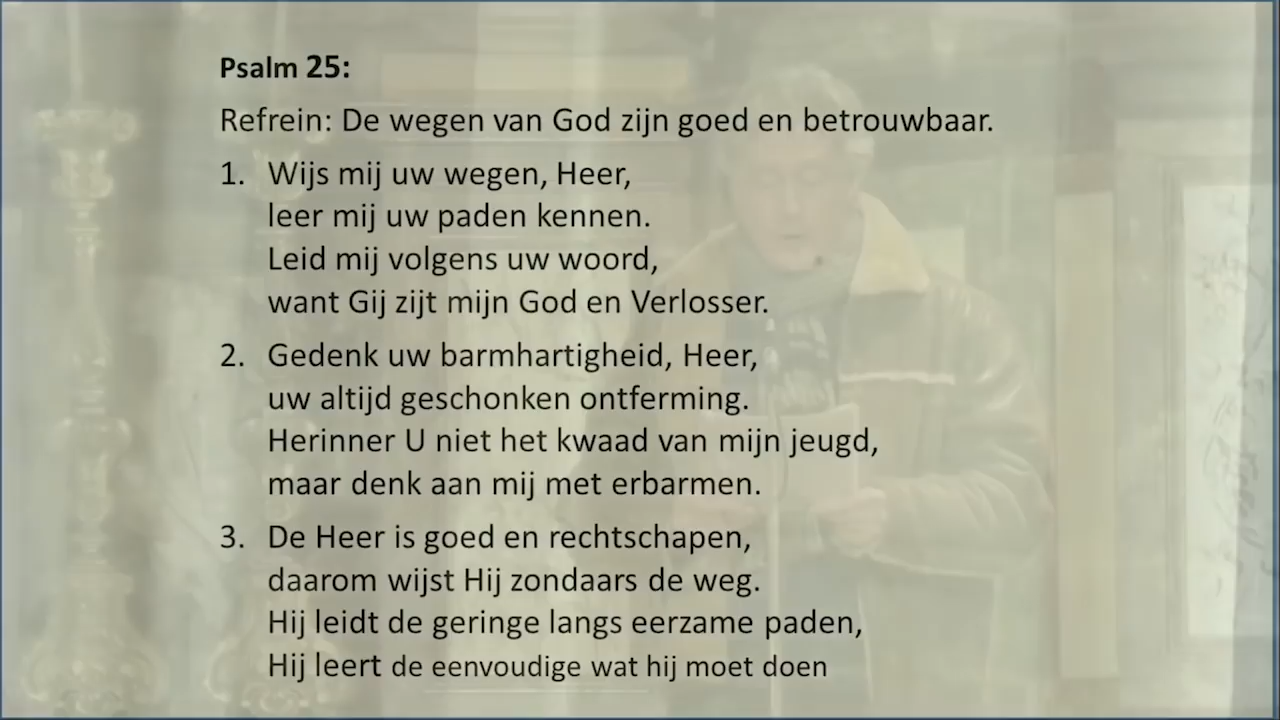 Psalm 25:
Refrein: De wegen van God zijn goed en betrouwbaar.
1. Wijs mij uw wegen, Heer,
leer mij uw paden kennen.
Leid mij volgens uw woord,
want Gij zijt mijn God en Verlosser.
2. Gedenk uw barmhartigheid, Heer,
uw altijd geschonken ontferming.
Herinner U niet het kwaad van mijn jeugd,
maar denk aan mij met erbarmen.
3. De Heer is goed en rechtschapen,
daarom wijst Hij zondaars de weg.
Hij leidt de geringe langs eerzame paden,
Hij leert de eenvoudige wat hij moet doen